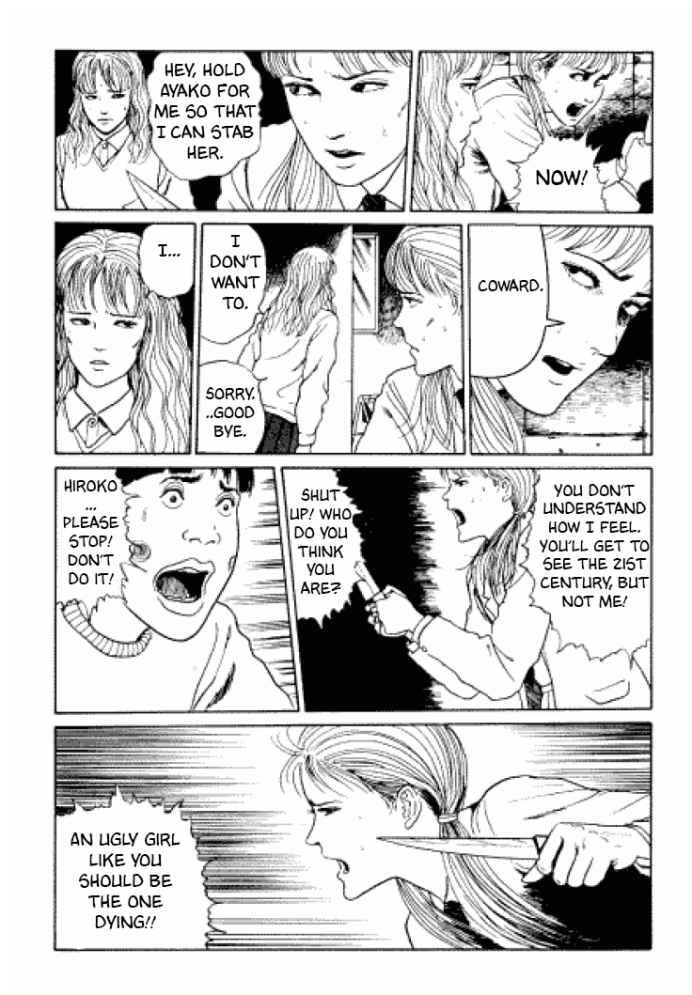 HEY, HOLD
AYAKO FOR
ME SO THAT
I CAN STAB
HER.
NOW!
I...
I
DON'T
WANT
TO.
SORRY.
..GOOD
BYE.
COWARD.
HIROKO
...
PLEASE
STOP!
DON'T
DO IT!
SHUT
UP! WHO
DO YOU
THINK
YOU
ARE?
YOU DON'T
UNDERSTAND
HOW I FEEL.
YOU'LL GET TO
SEE THE 21ST
CENTURY, BUT
NOT ME!
AN UGLY GIRL
LIKE YOU
SHOULD BE
THE ONE
DYING!!